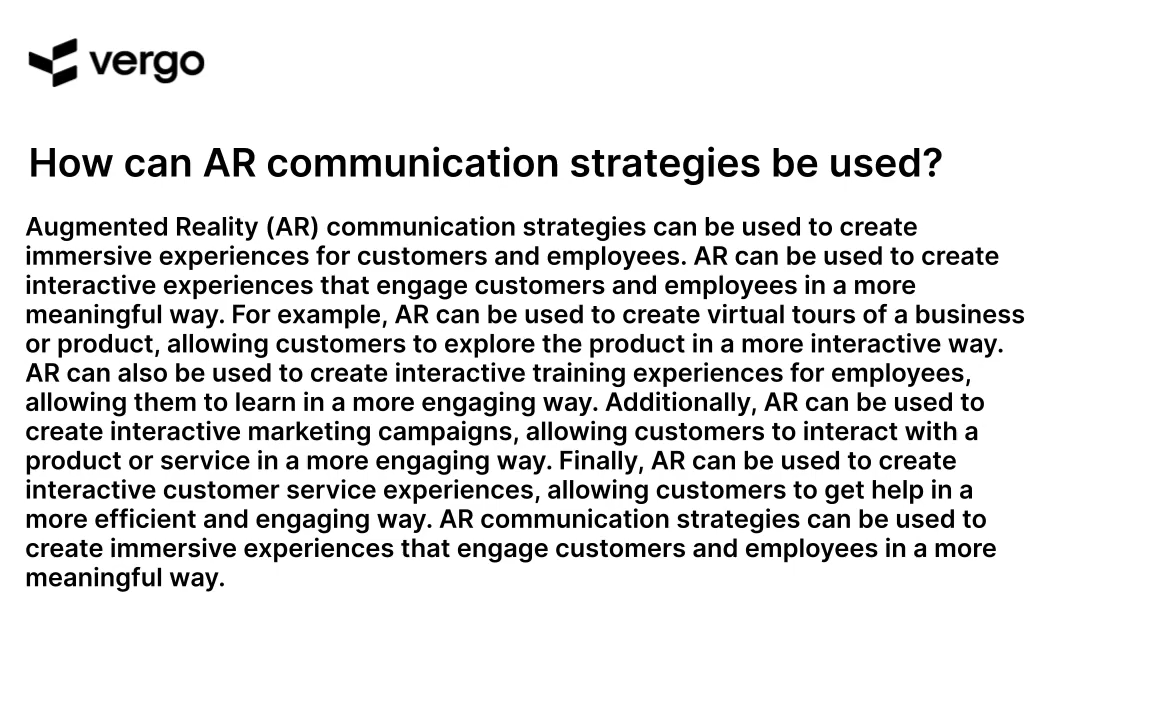 vergo
How can AR communication strategies be used?
Augmented Reality (AR) communication strategies can be used to create
immersive experiences for customers and employees. AR can be used to create
interactive experiences that engage customers and employees in a more
meaningful way. For example, AR can be used to create virtual tours of a business
or product, allowing customers to explore the product in a more interactive way.
AR can also be used to create interactive training experiences for employees,
allowing them to learn in a more engaging way. Additionally, AR can be used to
create interactive marketing campaigns, allowing customers to interact with a
product or service in a more engaging way. Finally, AR can be used to create
interactive customer service experiences, allowing customers to get help in a
more efficient and engaging way. AR communication strategies can be used to
create immersive experiences that engage customers and employees in a more
meaningful way.